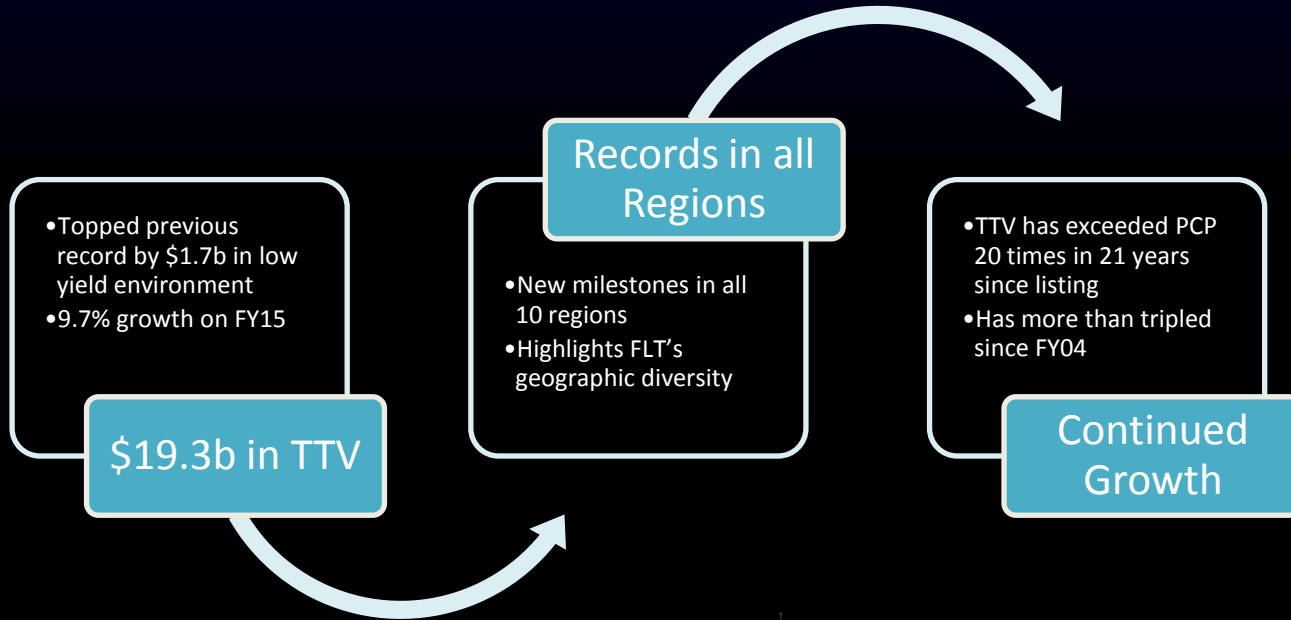 •Topped previous
record by $1.7b in low
yield environment
•9.7% growth on FY15
$19.3b in TTV
Records in all
Regions
•New milestones in all
10 regions
•Highlights FLT’s
geographic diversity
•TTV has exceeded PCP
20 times in 21 years
since listing
•Has more than tripled
since FY04
Continued
Growth